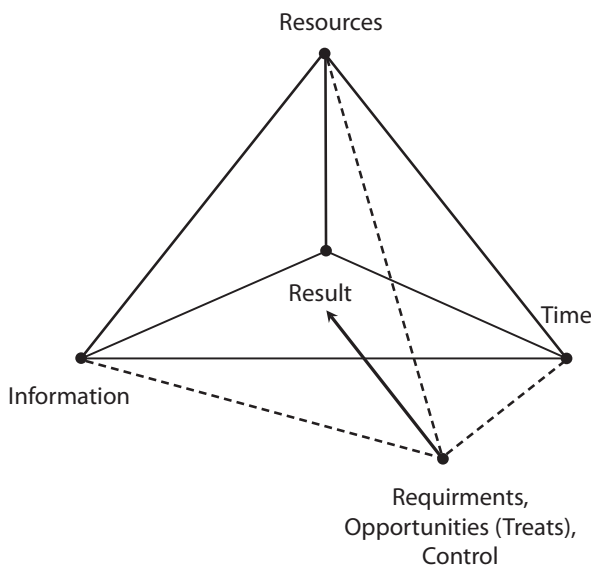 Resources
Result
Time
Information
Requirments,
Opportunities (Treats),
Control